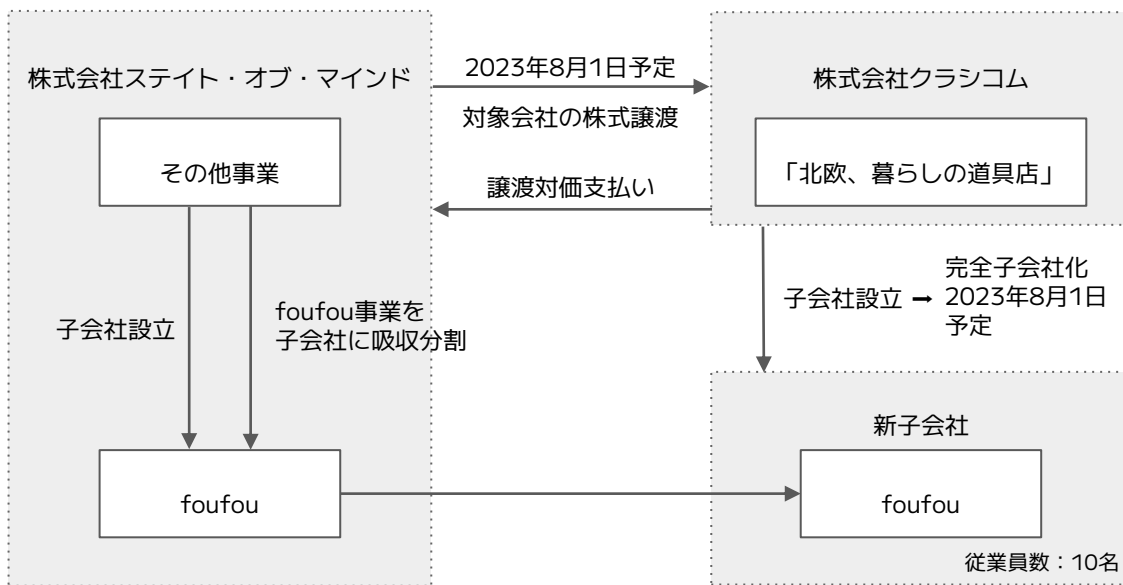 株式会社ステイト・オブ・マインド
その他事業
子会社設立
foufou事業を
子会社に吸収分割
foufou
2023年8月1日予定
対象会社の株式譲渡
譲渡対価支払い
株式会社クラシコム
「北欧、暮らしの道具店」
子会社設立 ➡ 完全子会社化
2023年8月1日
予定
新子会社
foufou
従業員数：10名